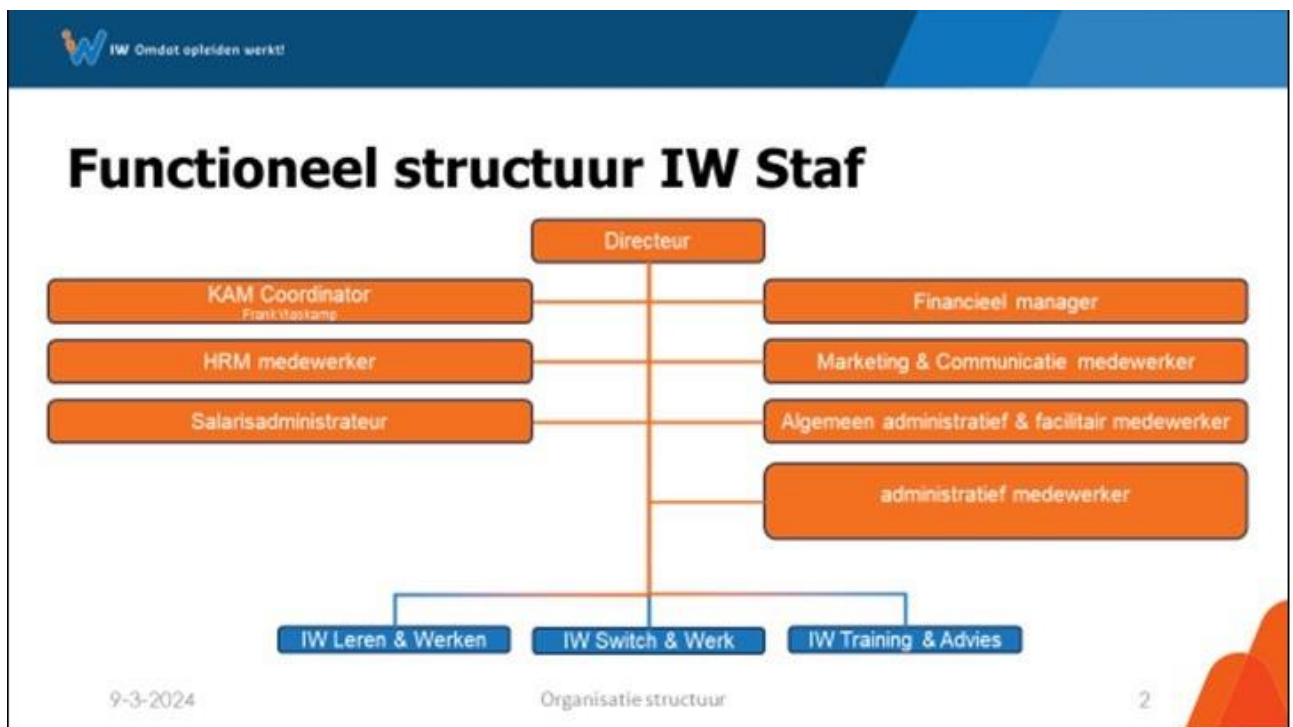 IW Omdat opleiden werkt!
Functioneel structuur IW Staf
Directeur
KAM Coordinator
Frank
Financieel manager
HRM medewerker
Marketing & Communicatie medewerker
Salarisadministrateur
Algemeen administratief & facilitair medewerker
administratief medewerker
IW Leren & Werken
IW Switch & Werk
IW Training & Advies
9-3-2024
Organisatie structuur
2